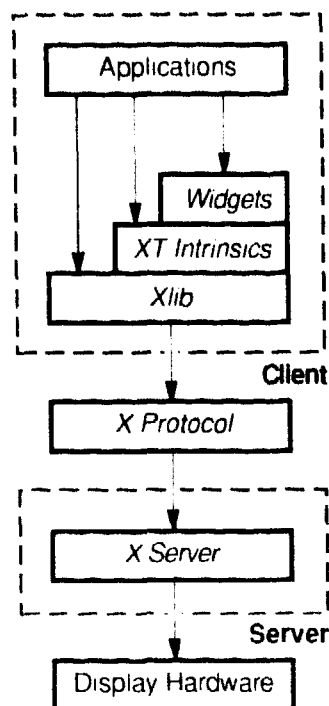 Applications
Widgets
XT Intrinsics
Xlib
Client
X Protocol
X Server
Server
Display Hardware